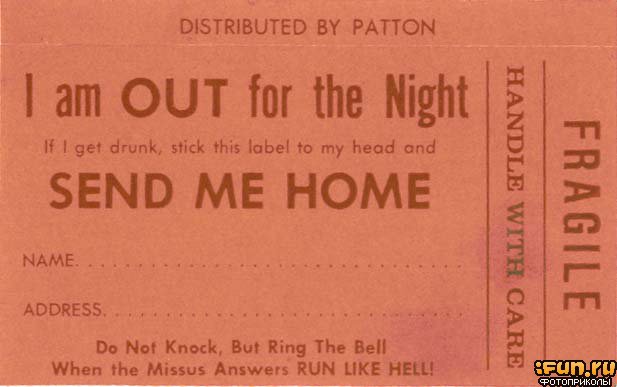 DISTRIBUTED BY PATTON
I am OUT for the Night
If I get drunk, stick this label to my head and
SEND ME HOME
NAME. . . . . . . . . . . . . . . . . . . . . . . . . . . . . .
ADDRESS. . . . . . . . . . . . . . . . . . . . . . . . . . .
Do Not Knock, But Ring The Bell
When the Missus Answers RUN LIKE HELL!
HANDLE WITH CARE
FRAGILE
:Fun.ru
ФОТОПРИКОЛЫ